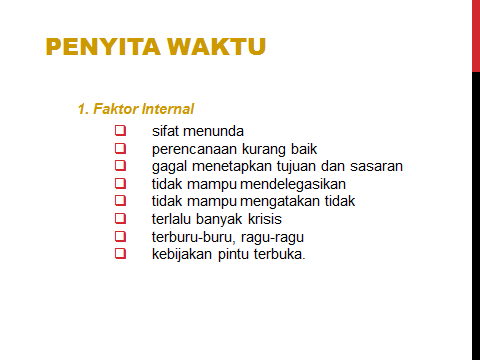 PENYITA WAKTU
1. Faktor Internal
❑ sifat menunda
❑ perencanaan kurang baik
❑ gagal menetapkan tujuan dan sasaran
❑ tidak mampu mendelegasikan
❑ tidak mampu mengatakan tidak
❑ terlalu banyak krisis
❑ terburu-buru, ragu-ragu
❑ kebijakan pintu terbuka.